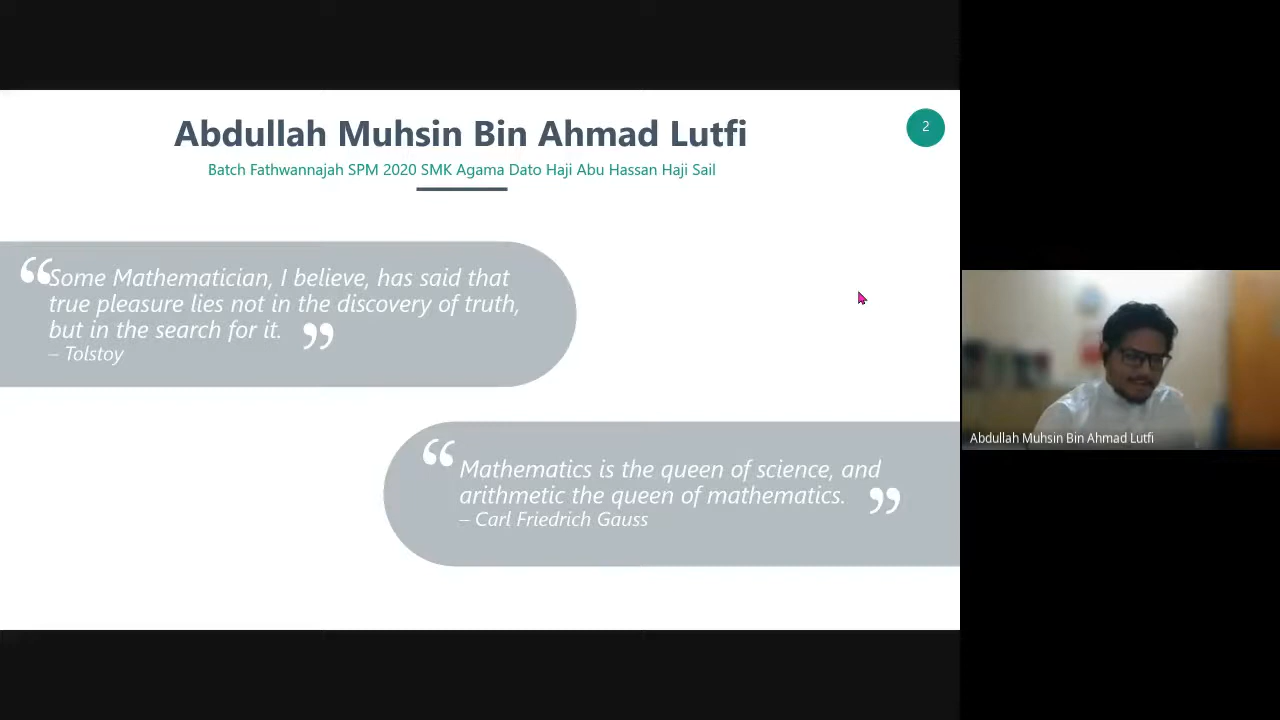 Abdullah Muhsin Bin Ahmad Lutfi
2
Batch Fathwannajah SPM 2020 SMK Agama Dato Haji Abu Hassan Haji Sail
“Some Mathematician, I believe, has said that
true pleasure lies not in the discovery of truth,
but in the search for it. ”
– Tolstoy
“ Mathematics is the queen of science, and
arithmetic the queen of mathematics. ”
– Carl Friedrich Gauss
Abdullah Muhsin Bin Ahmad Lutfi